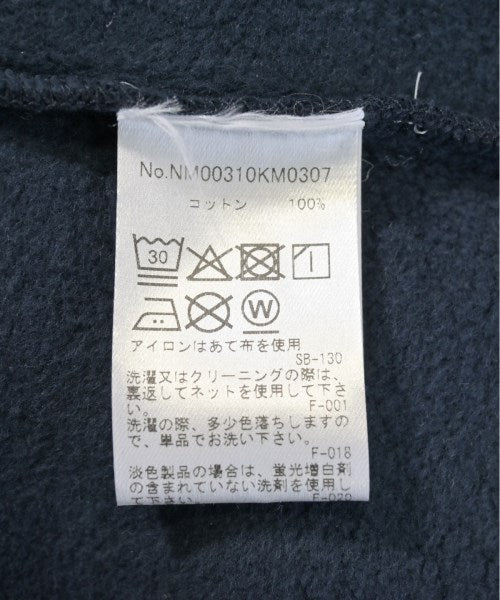 No.NM00310KM0307
コットン 100%
30
W
アイロンはあて布を使用
SB-130
洗濯又はクリーニングの際は、
裏返してネットを使用して下さ
い。 F-001
洗濯の際、多少色落ちしますの
で、単品でお洗い下さい。
F-018
淡色製品の場合は、蛍光増白剤
の含まれていない洗剤を使用し
て下さい。 F-020